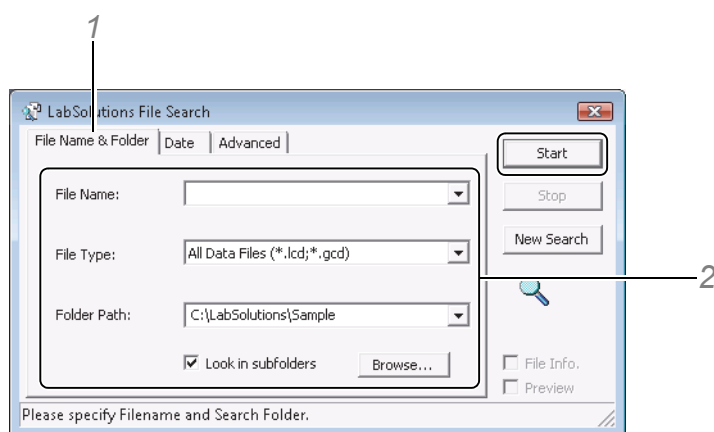 1
LabSolutions File Search
File Name & Folder Date Advanced
Start
File Name:
Stop
New Search
File Type: All Data Files (*.lcd;*.gcd)
2
Folder Path: C:\LabSolutions\Sample
Look in subfolders Browse... File Info.
Preview
Please specify Filename and Search Folder.